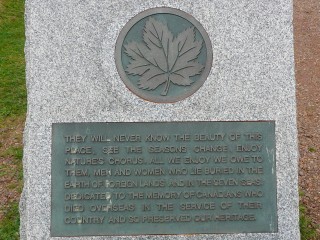 THEY WILL NEVER KNOW THE BEAUTY OF THIS
PLACE, SEE THE SEASONS CHANGE, ENJOY
NATURE'S CHORUS. ALL WE ENJOY WE OWE TO
THEM, MEN AND WOMEN WHO LIE BURIED IN THE
EARTH OF FOREIGN LANDS AND IN THE SEVEN SEAS.
DEDICATED TO THE MEMORY OF CANADIANS WHO
DIED OVERSEAS IN THE SERVICE OF THEIR
COUNTRY AND SO PRESERVED OUR HERITAGE.